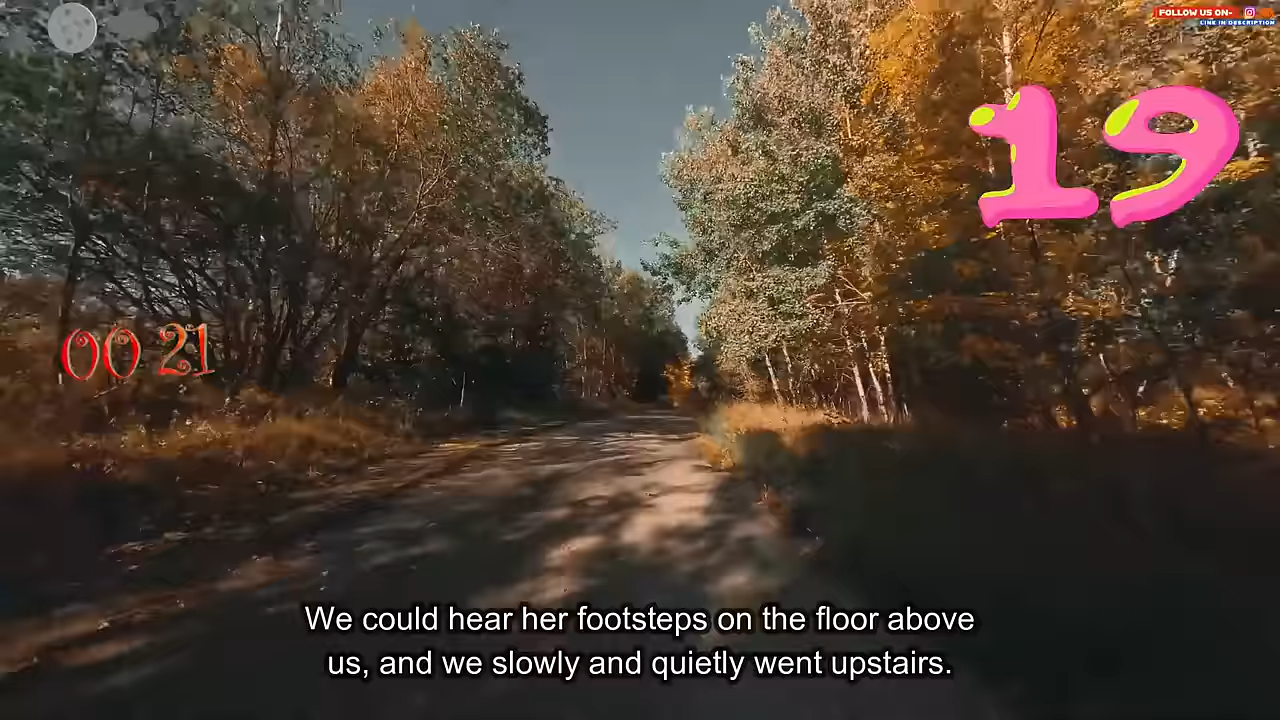 FOLLOW US ON-
LINK IN DESCRIPTION
19
00 21
We could hear her footsteps on the floor above
us, and we slowly and quietly went upstairs.